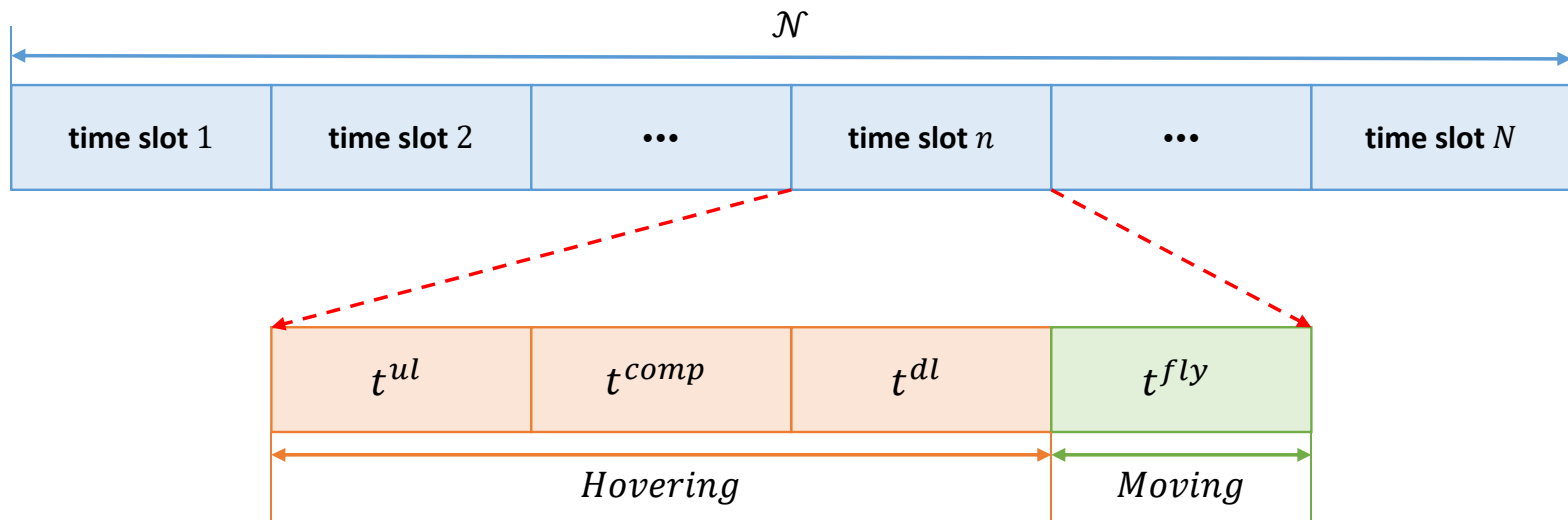 𝒩
time slot 1 time slot 2 ••• time slot n ••• time slot N
t^{ul} t^{comp} t^{dl} t^{fly}
Hovering Moving